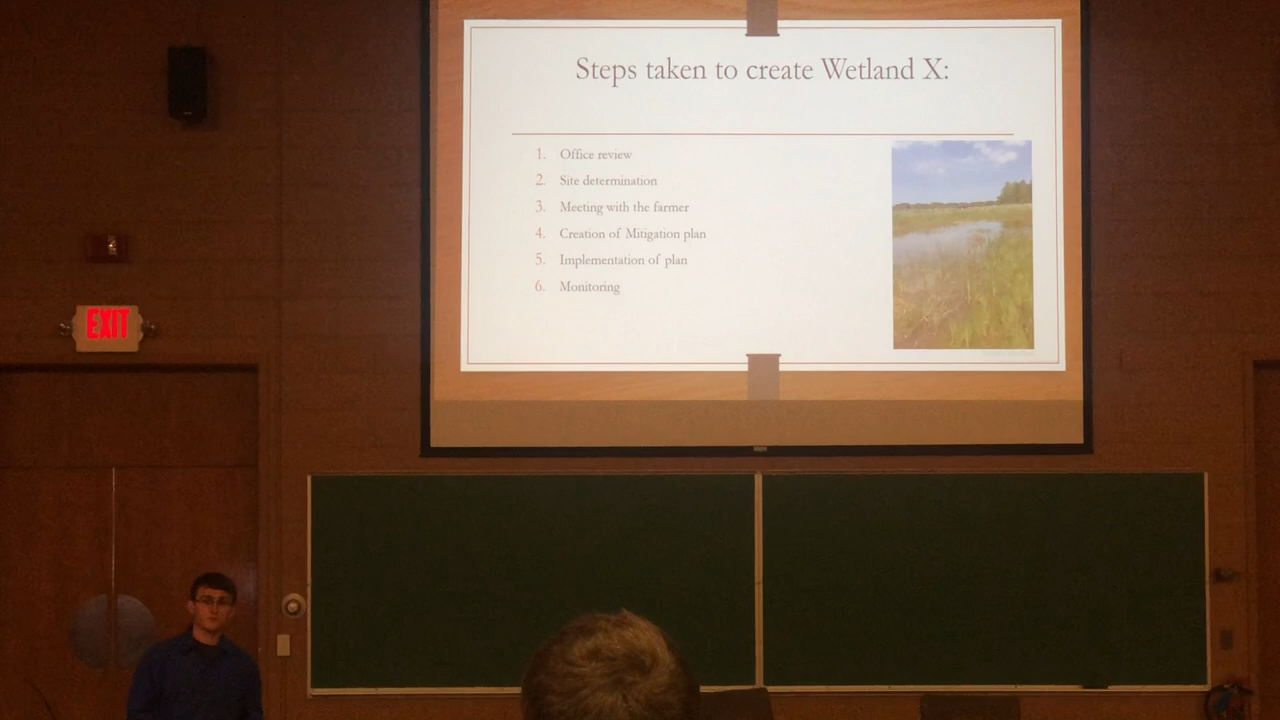 Steps taken to create Wetland X:
1. Office review
2. Site determination
3. Meeting with the farmer
4. Creation of Mitigation plan
5. Implementation of plan
6. Monitoring
EXIT